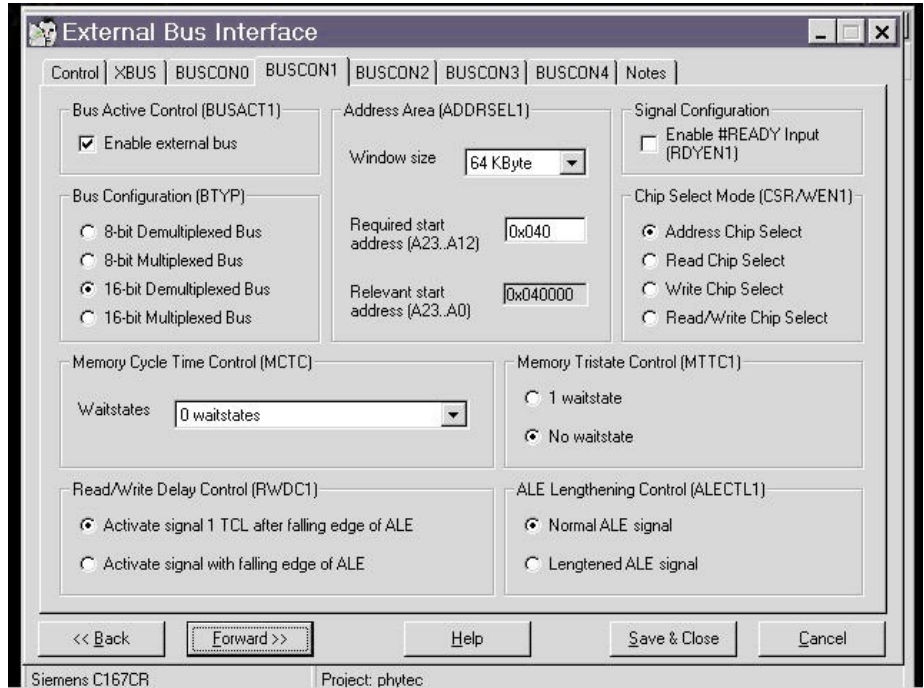 External Bus Interface
Control XBUS BUSCON0 BUSCON1 BUSCON2 BUSCON3 BUSCON4 Notes
Bus Active Control (BUSACT1)
Enable external bus
Bus Configuration (BTYP)
8-bit Demultiplexed Bus
8-bit Multiplexed Bus
16-bit Demultiplexed Bus
16-bit Multiplexed Bus
Address Area (ADDRSEL1)
Window size
64 KByte
Required start
address (A23..A12)
0x040
Relevant start
address (A23..A0)
0x040000
Signal Configuration
Enable #READY Input
(RDYEN1)
Chip Select Mode (CSR/WEN1)
Address Chip Select
Read Chip Select
Write Chip Select
Read/Write Chip Select
Memory Cycle Time Control (MCTC)
Waitstates
0 waitstates
Memory Tristate Control (MTTC1)
1 waitstate
No waitstate
Read/Write Delay Control (RWDC1)
Activate signal 1 TCL after falling edge of ALE
Activate signal with falling edge of ALE
ALE Lengthening Control (ALECTL1)
Normal ALE signal
Lengtened ALE signal
<< Back
Forward >>
Help
Save & Close
Cancel
Siemens C167CR
Project: phytec